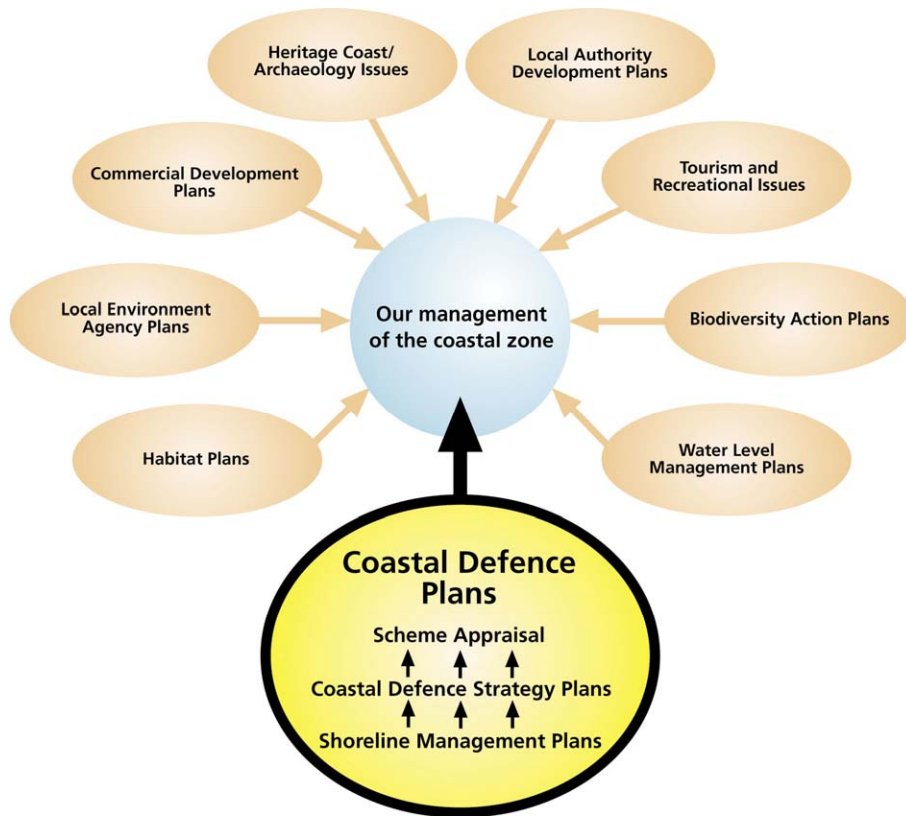 Heritage Coast/
Archaeology Issues
Local Authority
Development Plans
Commercial Development
Plans
Tourism and
Recreational Issues
Local Environment
Agency Plans
Our management
of the coastal zone
Biodiversity Action Plans
Habitat Plans
Water Level
Management Plans
Coastal Defence
Plans
Scheme Appraisal
Coastal Defence Strategy Plans
Shoreline Management Plans